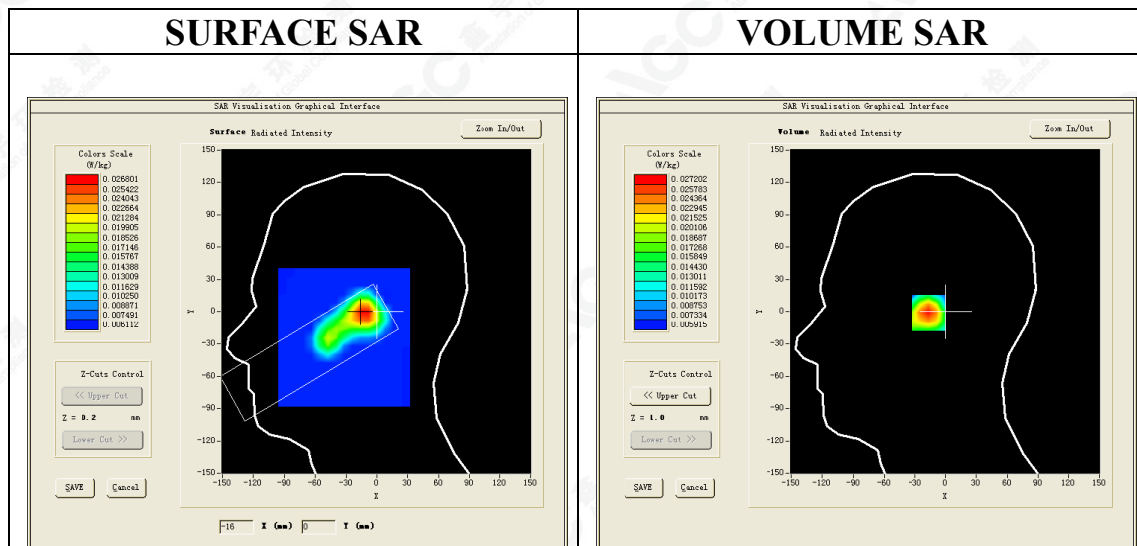 SURFACE SAR
VOLUME SAR
SAR Visualisation Graphical Interface
Surface Radiated Intensity
Zoom In/Out
Colors Scale
(W/kg)
0.026801
0.025422
0.024043
0.022664
0.021284
0.019905
0.018526
0.017146
0.015767
0.014388
0.013009
0.011629
0.010250
0.008871
0.007491
0.006112
150
120
90
60
30
0
-30
-60
-90
-120
-150
Y
-150 -120 -90 -60 -30 0 30 60 90 120 150
X
Z-Cuts Control
<< Upper Cut
Z = 0.2 mm
Lower Cut >>
SAVE Cancel
-16 X (mm) 0 Y (mm)
SAR Visualisation Graphical Interface
Volume Radiated Intensity
Zoom In/Out
Colors Scale
(W/kg)
0.027202
0.025783
0.024364
0.022945
0.021525
0.020106
0.018687
0.017268
0.015849
0.014430
0.013011
0.011592
0.010173
0.008753
0.007334
0.005915
150
120
90
60
30
0
-30
-60
-90
-120
-150
Y
-150 -120 -90 -60 -30 0 30 60 90 120 150
X
Z-Cuts Control
<< Upper Cut
Z = 1.0 mm
Lower Cut >>
SAVE Cancel